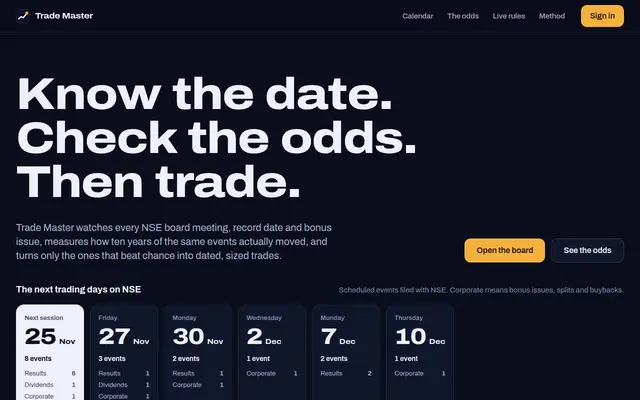 Trade Master
Calendar
The odds
Live rules
Method
Sign in
Know the date.
Check the odds.
Then trade.
Trade Master watches every NSE board meeting, record date and bonus
issue, measures how ten years of the same events actually moved, and
turns only the ones that beat chance into dated, sized trades.
Open the board
See the odds
The next trading days on NSE
Scheduled events filed with NSE. Corporate means bonus issues, splits and buybacks.
Next session
25 Nov
8 events
Results 6
Dividends 1
Corporate 1
Friday
27 Nov
3 events
Results 1
Dividends 1
Corporate 1
Monday
30 Nov
2 events
Results 1
Corporate 1
Wednesday
2 Dec
1 event
Corporate 1
Monday
7 Dec
2 events
Results 2
Thursday
10 Dec
1 event
Corporate 1